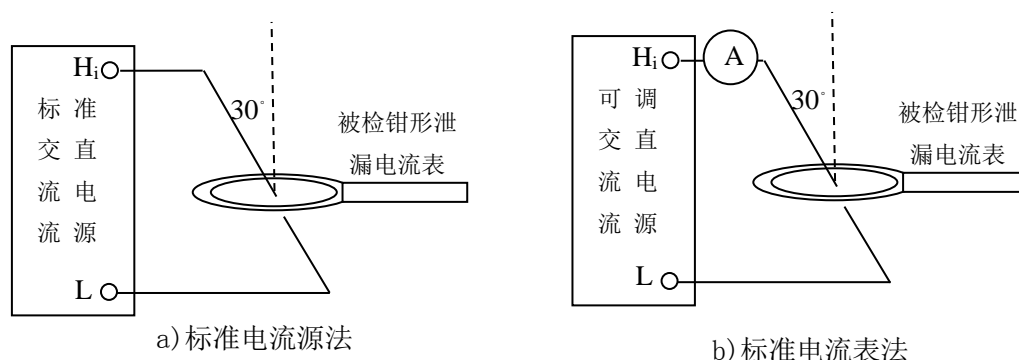 Hi
标 准
交 直
流 电
流 源
L
30°
被检钳形泄
漏电流表
a)标准电流源法
Hi
A
可 调
交 直
流 电
流 源
L
30°
被检钳形泄
漏电流表
b)标准电流表法